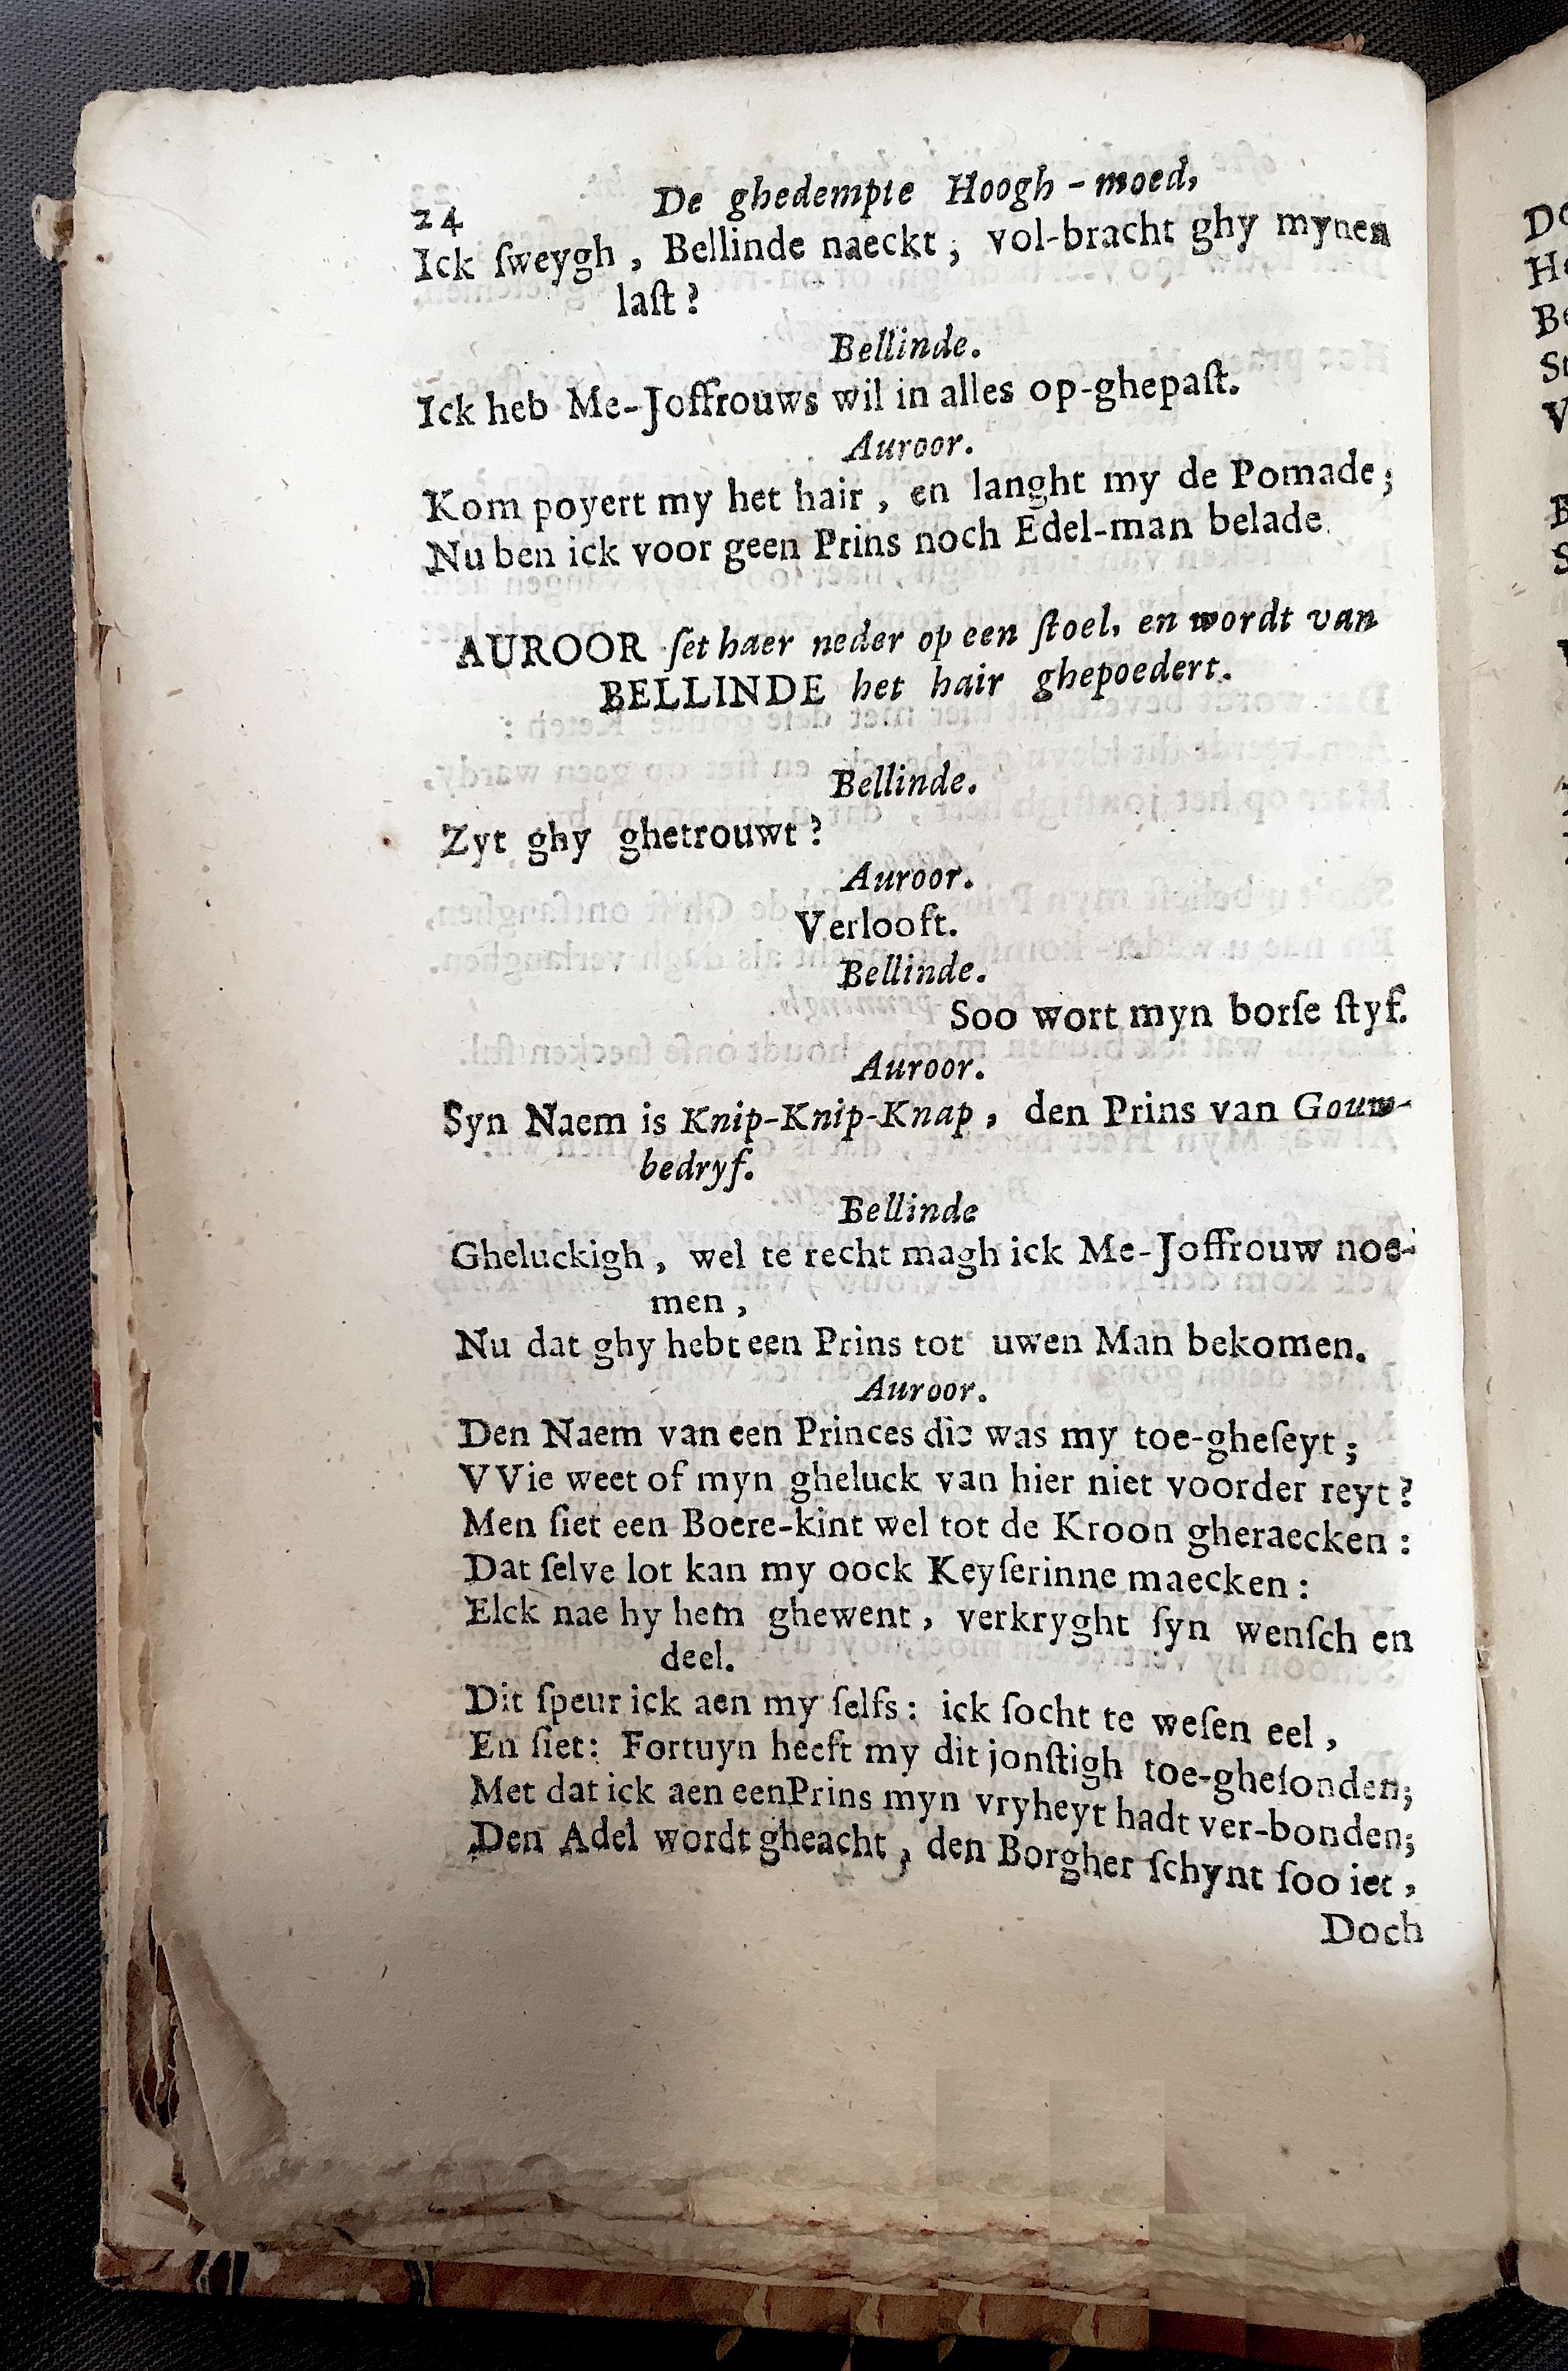 24 De ghedempte Hoogh-moed,
Ick ſweygh, Bellinde naeckt; vol-bracht ghy mynen
laſt?
Bellinde.
Ick heb Me-Joffrouws wil in alles op-ghepaſt.
Auroor.
Kom poyert my het hair, en langht my de Pomade;
Nu ben ick voor geen Prins noch Edel-man belade.
AUROOR ſet haer neder op een ſtoel, en wordt van
BELLINDE het hair ghepoedert.
Bellinde.
Zyt ghy ghetrouwt?
Auroor.
Verlooft.
Bellinde.
Soo wort myn borſe ſtyf.
Auroor.
Syn Naem is Knip-Knip-Knap, den Prins van Gouw-
bedryf.
Bellinde
Gheluckigh, wel te recht magh ick Me-Joffrouw noe-
men,
Nu dat ghy hebt een Prins tot uwen Man bekomen.
Auroor.
Den Naem van een Princes die was my toe-gheſeyt;
VVie weet of myn gheluck van hier niet voorder reyt?
Men ſiet een Boere-kint wel tot de Kroon gheraecken:
Dat ſelve lot kan my oock Keyſerinne maecken:
Elck nae hy hem ghewent, verkryght ſyn wenſch en
deel.
Dit ſpeur ick aen my ſelfs: ick ſocht te weſen eel,
En ſiet: Fortuyn heeft my dit jonſtigh toe-gheſonden;
Met dat ick aen een Prins myn vryheyt hadt ver-bonden;
Den Adel wordt gheacht, den Borgher ſchynt ſoo iet,
Doch